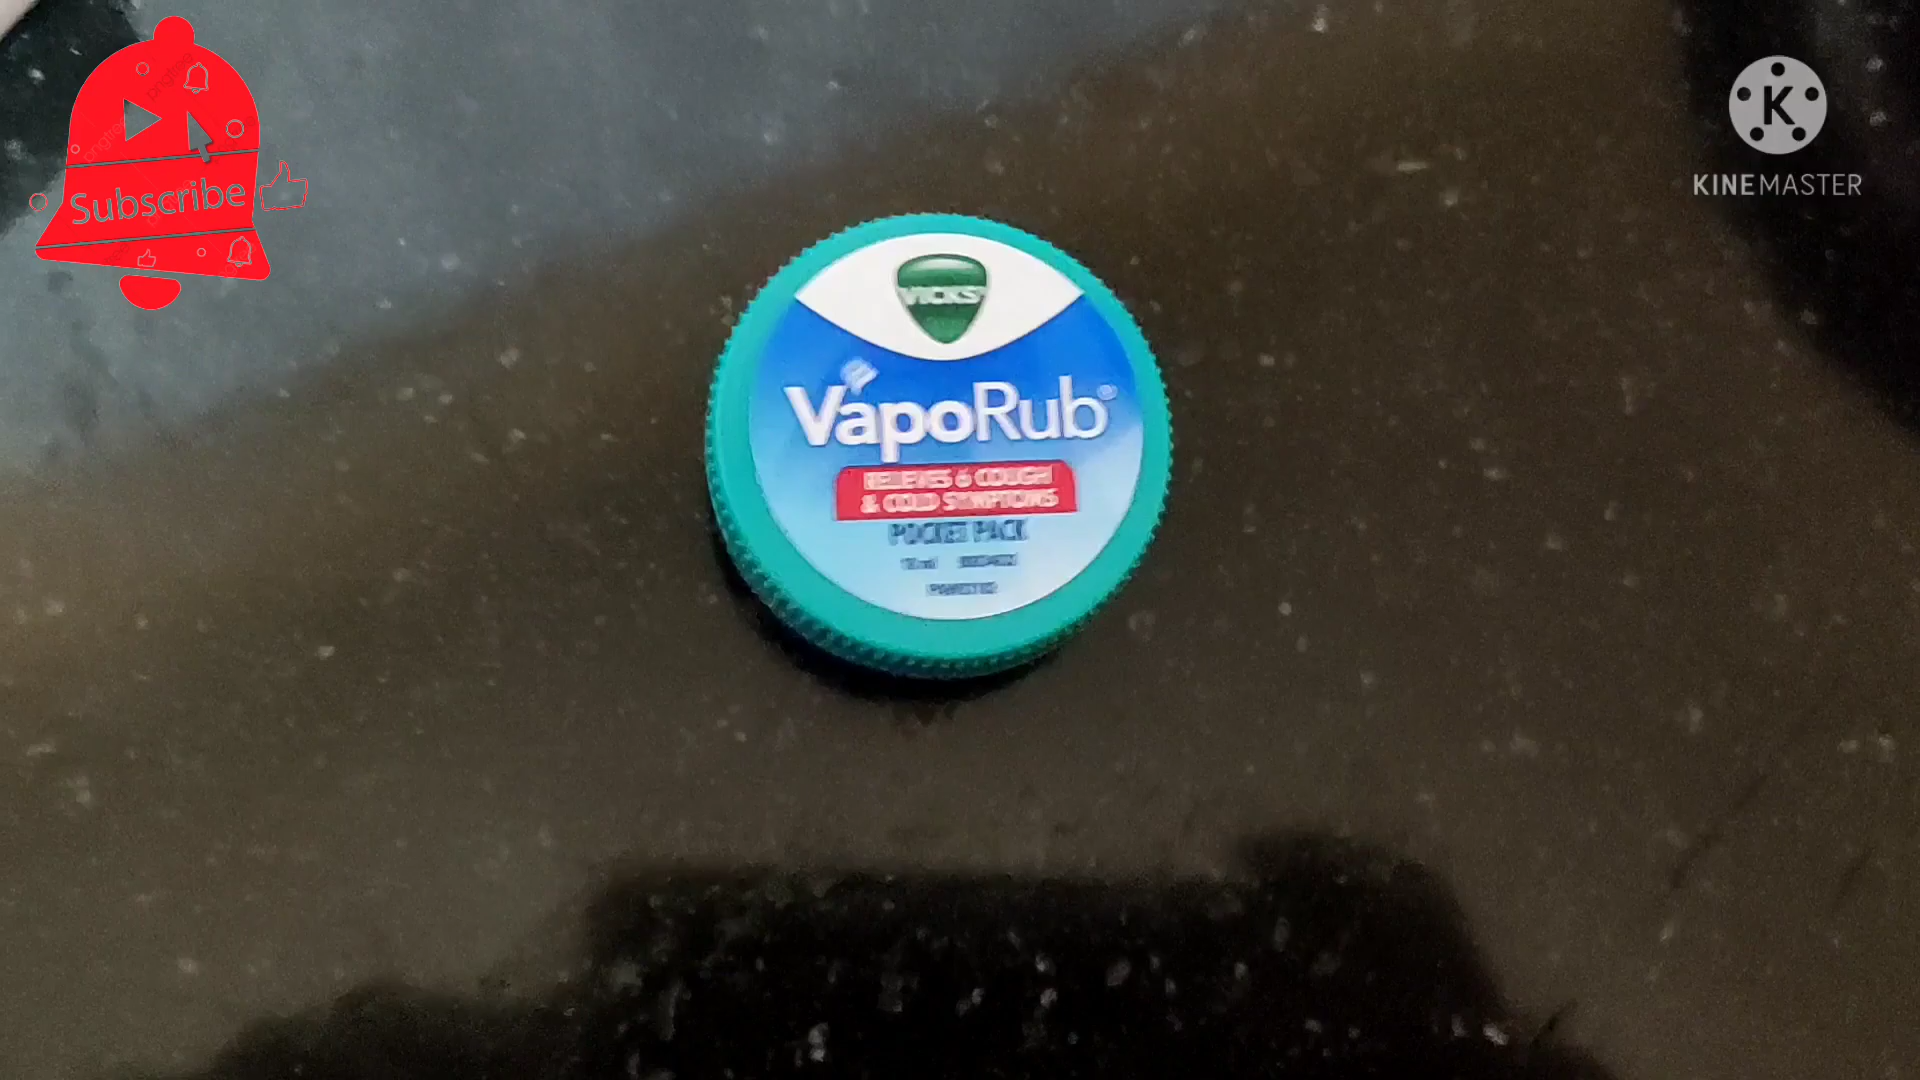 Subscribe
K
KINEMASTER
VICKS
VapoRub®
RELIEVES 6 COUGH
& COLD SYMPTOMS
POCKET PACK